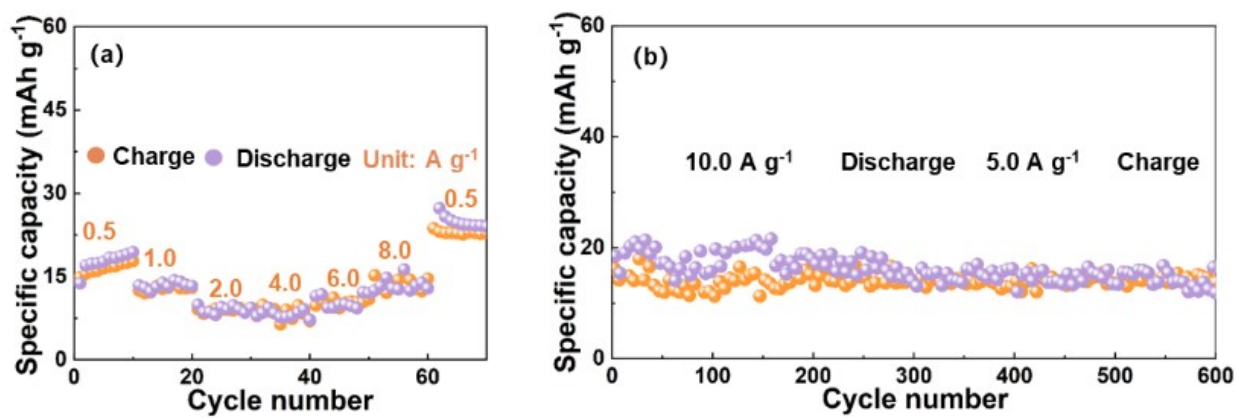 (a)
Specific capacity (mAh g⁻¹)
60
45
30
15
0
Charge Discharge Unit: A g⁻¹
0.5
1.0
2.0
4.0
6.0
8.0
0.5
0 20 40 60
Cycle number
(b)
Specific capacity (mAh g⁻¹)
60
40
20
0
10.0 A g⁻¹ Discharge 5.0 A g⁻¹ Charge
0 100 200 300 400 500 600
Cycle number